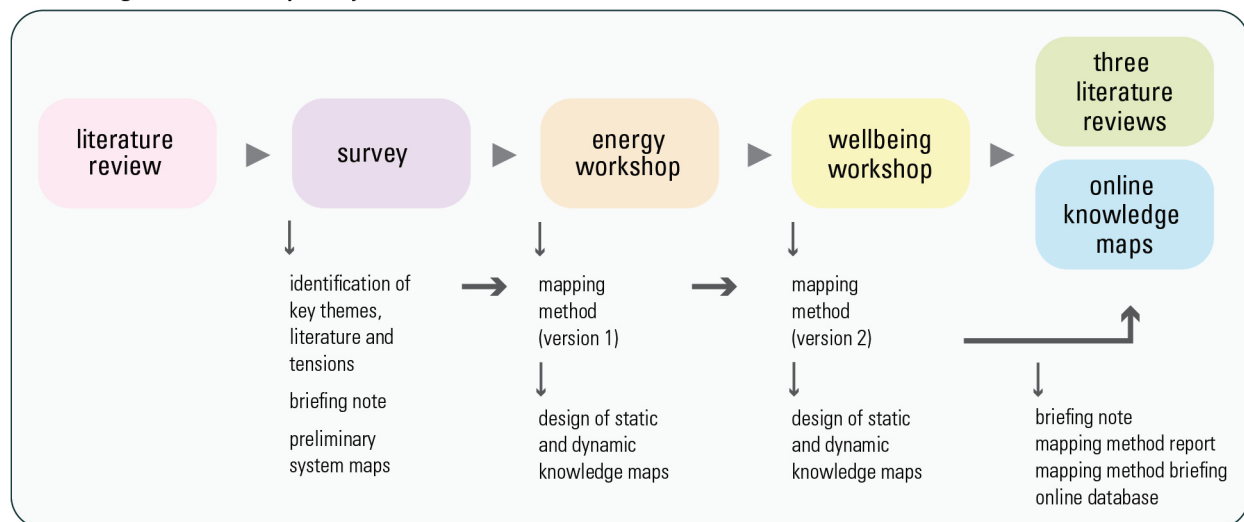 literature
review
survey
energy
workshop
wellbeing
workshop
three
literature
reviews
online
knowledge
maps
identification of
key themes,
literature and
tensions
briefing note
preliminary
system maps
mapping
method
(version 1)
design of static
and dynamic
knowledge maps
mapping
method
(version 2)
design of static
and dynamic
knowledge maps
briefing note
mapping method report
mapping method briefing
online database